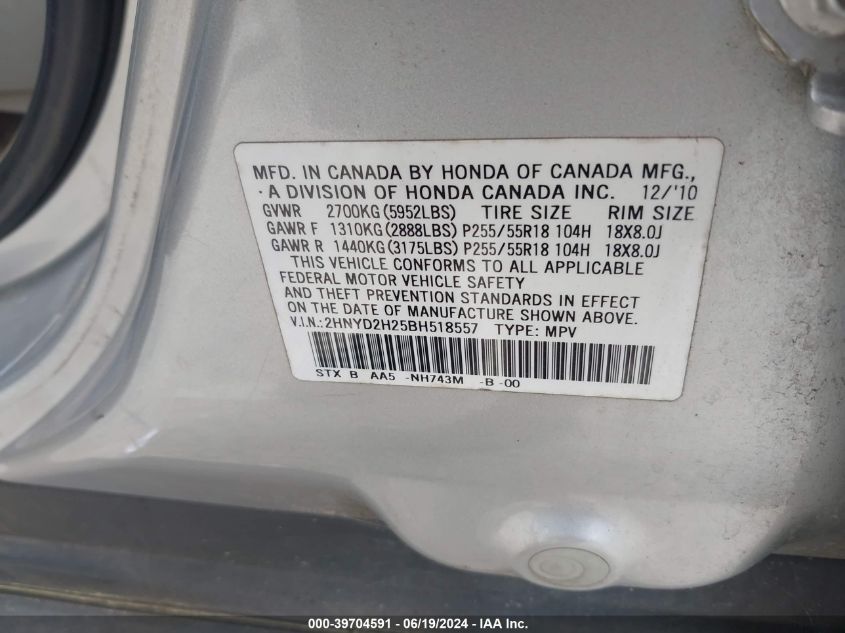 MFD. IN CANADA BY HONDA OF CANADA MFG.,
A DIVISION OF HONDA CANADA INC. 12/'10
GVWR 2700KG(5952LBS) TIRE SIZE RIM SIZE
GAWR F 1310KG(2888LBS) P255/55R18 104H 18X8.0J
GAWR R 1440KG(3175LBS) P255/55R18 104H 18X8.0J
THIS VEHICLE CONFORMS TO ALL APPLICABLE
FEDERAL MOTOR VEHICLE SAFETY
AND THEFT PREVENTION STANDARDS IN EFFECT
ON THE DATE OF MANUFACTURE SHOWN ABOVE.
V.I.N.:2HNYD2H25BH518557 TYPE: MPV
STX B AA5 -NH743M -B -00
000-39704591 - 06/19/2024 - IAA Inc.